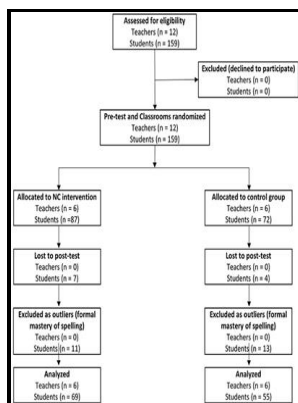 Assessed for eligibility
Teachers (n = 12)
Students (n = 159)
Excluded (declined to participate)
Teachers (n = 0)
Students (n = 0)
Pre-test and Classrooms randomized
Teachers (n = 12)
Students (n = 159)
Allocated to NC intervention
Teachers (n = 6)
Students (n =87)
Allocated to control group
Teachers (n = 6)
Students (n = 72)
Lost to post-test
Teachers (n = 0)
Students (n = 7)
Lost to post-test
Teachers (n = 0)
Students (n = 4)
Excluded as outliers (formal
mastery of spelling)
Teachers (n = 0)
Students (n = 11)
Excluded as outliers (formal
mastery of spelling)
Teachers (n = 0)
Students (n = 13)
Analyzed
Teachers (n = 6)
Students (n = 69)
Analyzed
Teachers (n = 6)
Students (n = 55)